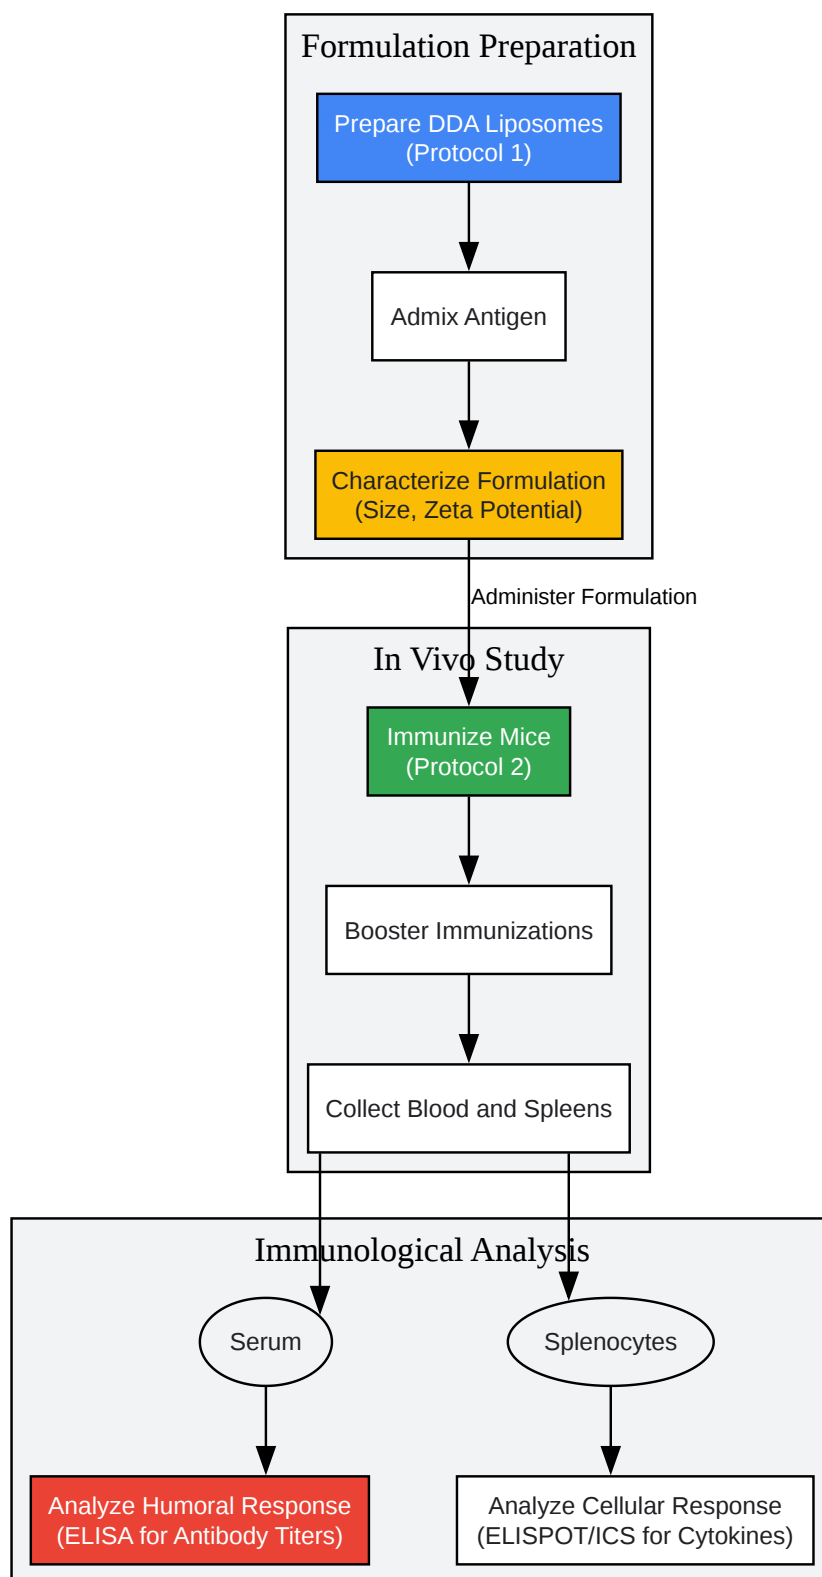 Formulation Preparation
Prepare DDA Liposomes
(Protocol 1)
Admix Antigen
Characterize Formulation
(Size, Zeta Potential)
Administer Formulation
In Vivo Study
Immunize Mice
(Protocol 2)
Booster Immunizations
Collect Blood and Spleens
Immunological Analysis
Serum
Splenocytes
Analyze Humoral Response
(ELISA for Antibody Titers)
Analyze Cellular Response
(ELISPOT/ICS for Cytokines)